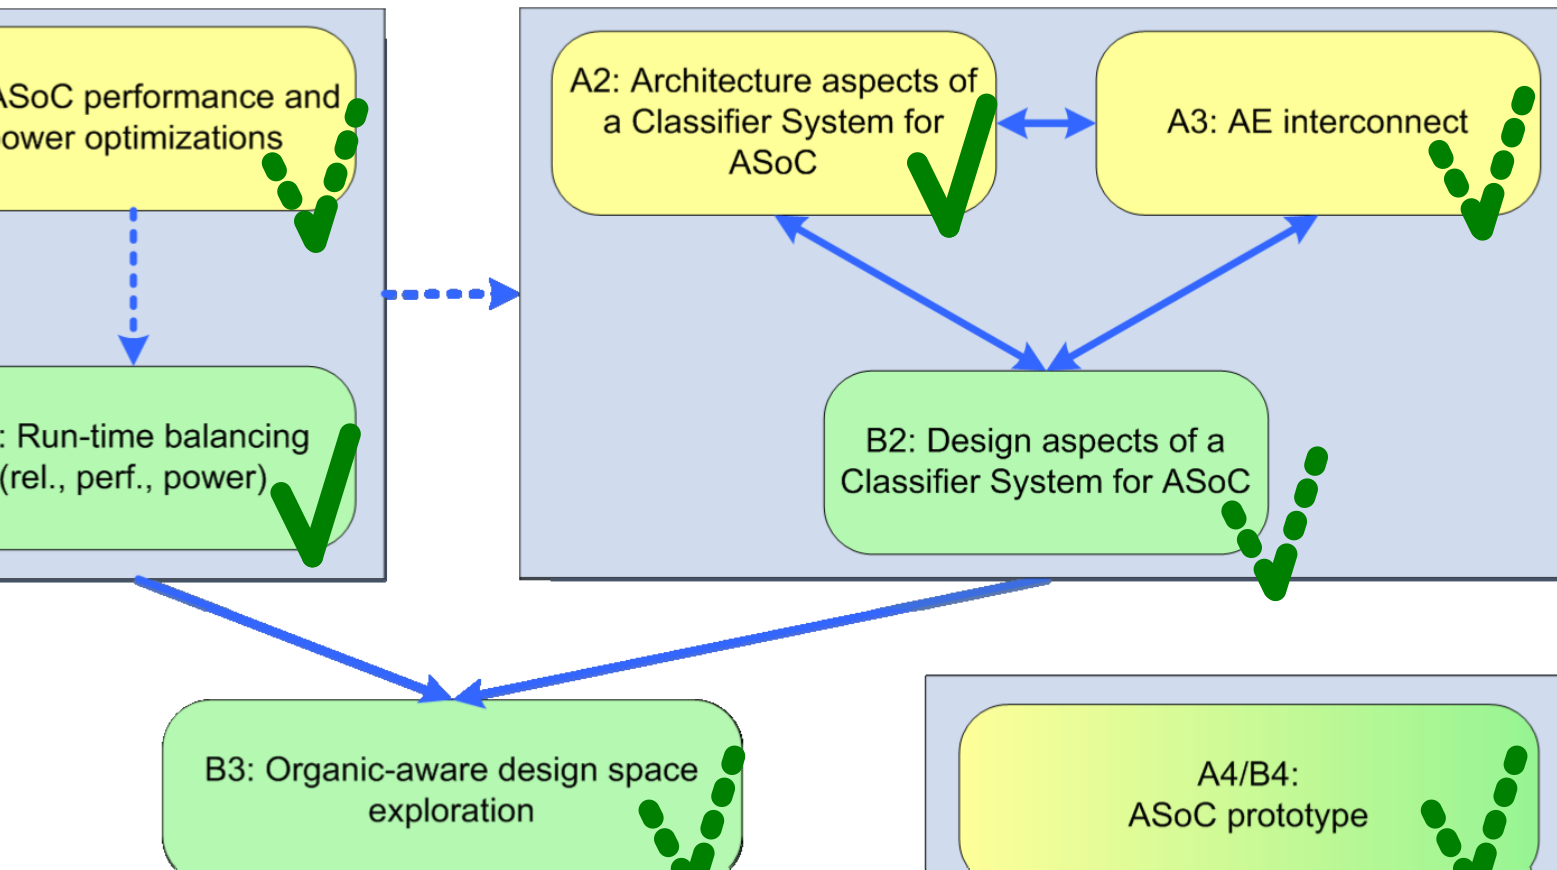 ASoC performance and
power optimizations
A2: Architecture aspects of
a Classifier System for
ASoC
A3: AE interconnect
: Run-time balancing
(rel., perf., power)
B2: Design aspects of a
Classifier System for ASoC
B3: Organic-aware design space
exploration
A4/B4:
ASoC prototype